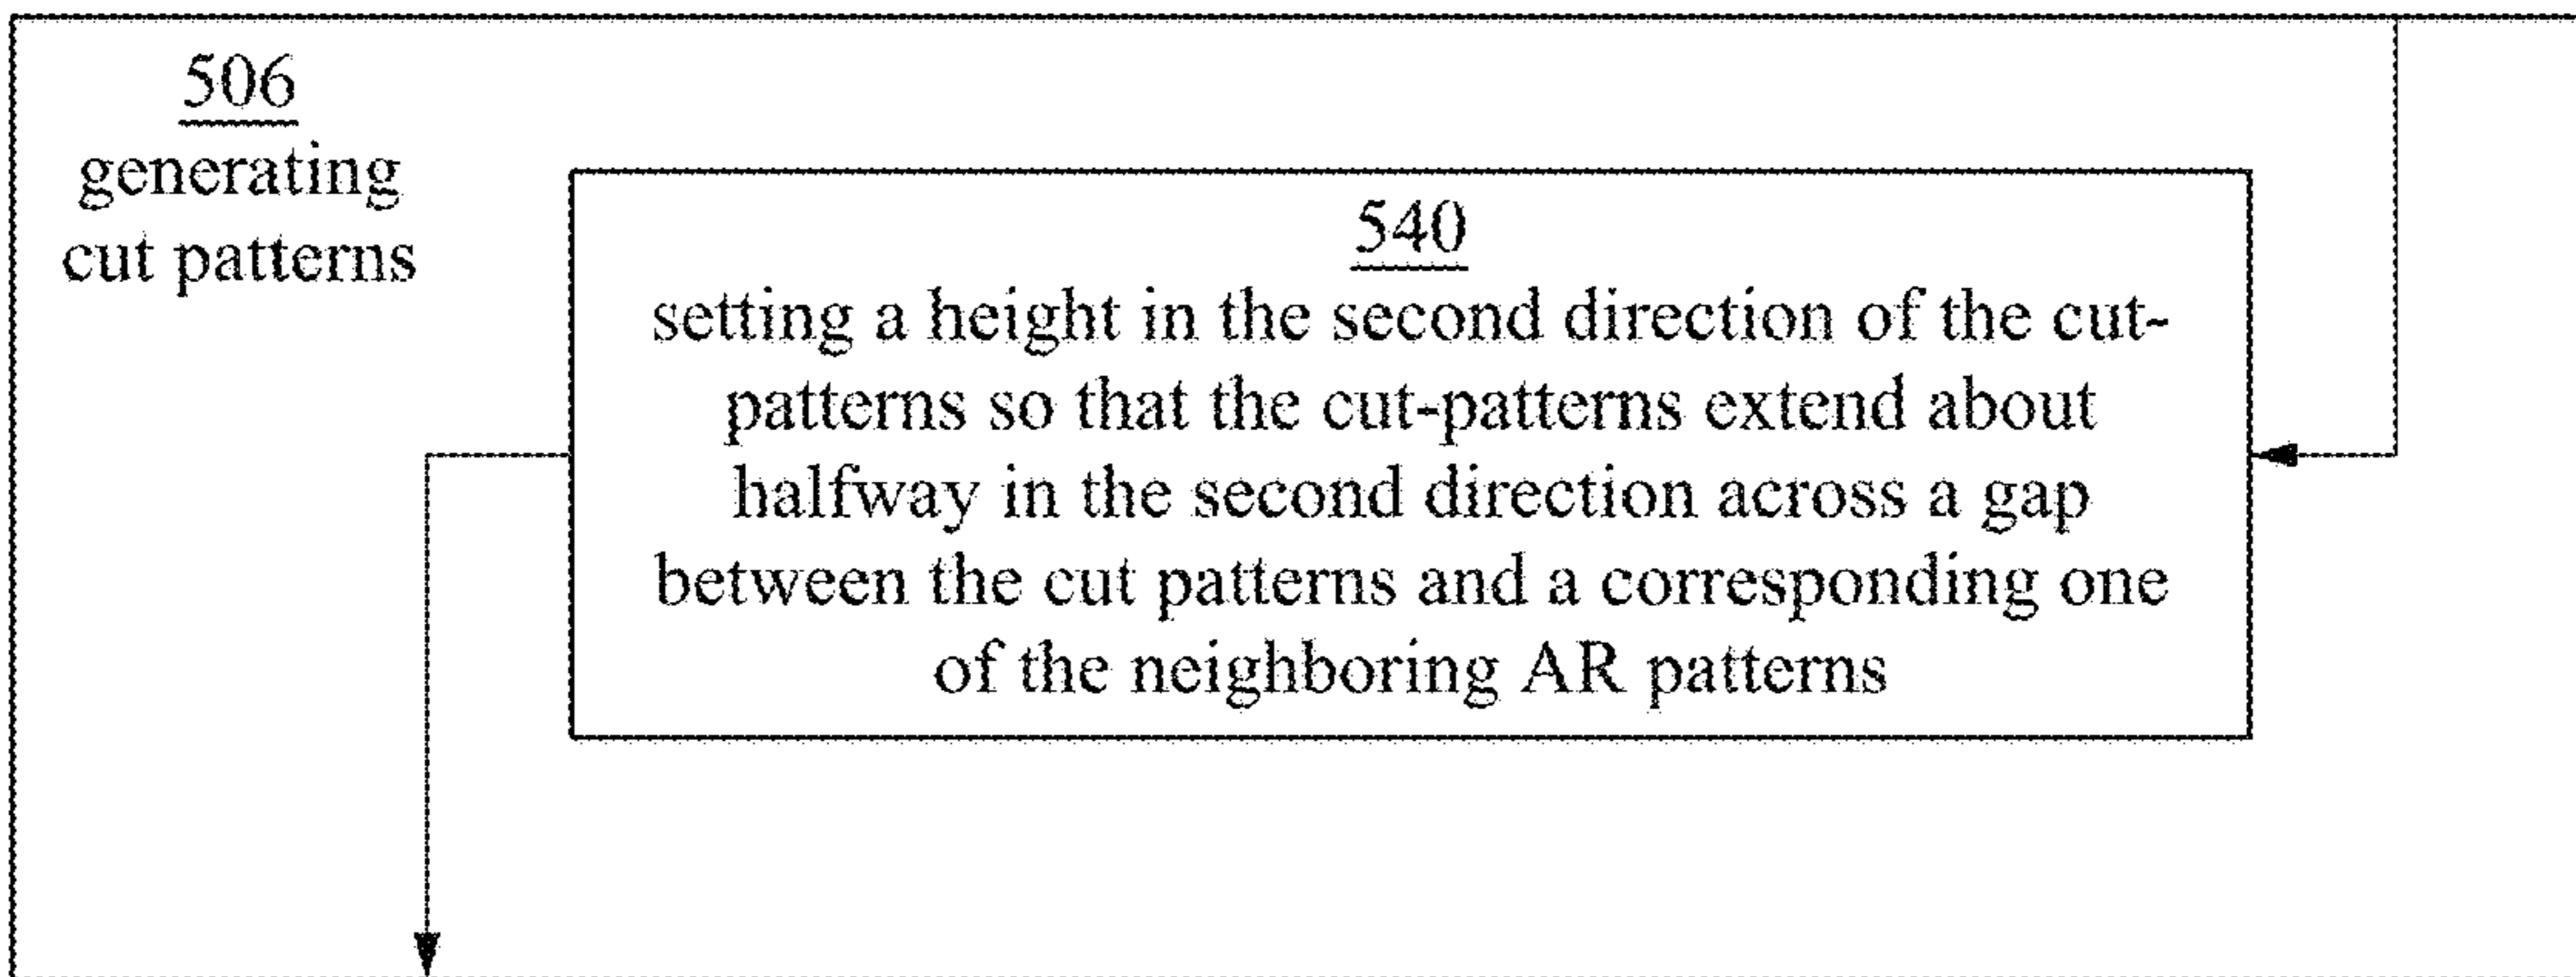 506
generating
cut patterns
540
setting a height in the second direction of the cut-
patterns so that the cut-patterns extend about
halfway in the second direction across a gap
between the cut patterns and a corresponding one
of the neighboring AR patterns